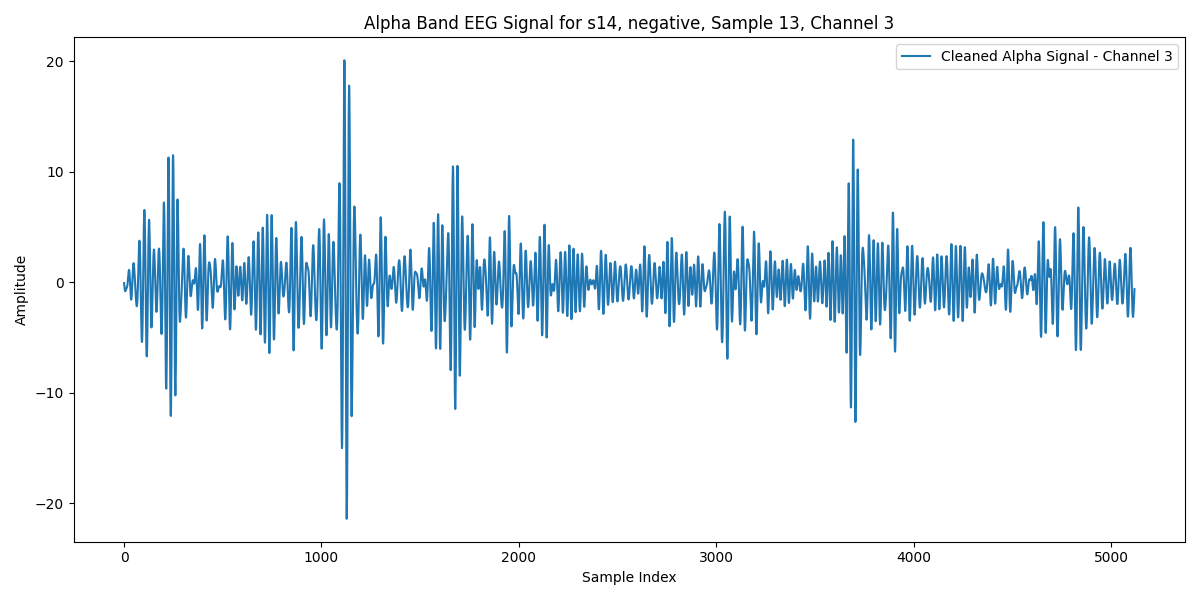 Alpha Band EEG Signal for s14, negative, Sample 13, Channel 3
Cleaned Alpha Signal - Channel 3
Amplitude
20
10
0
−10
−20
0 1000 2000 3000 4000 5000
Sample Index